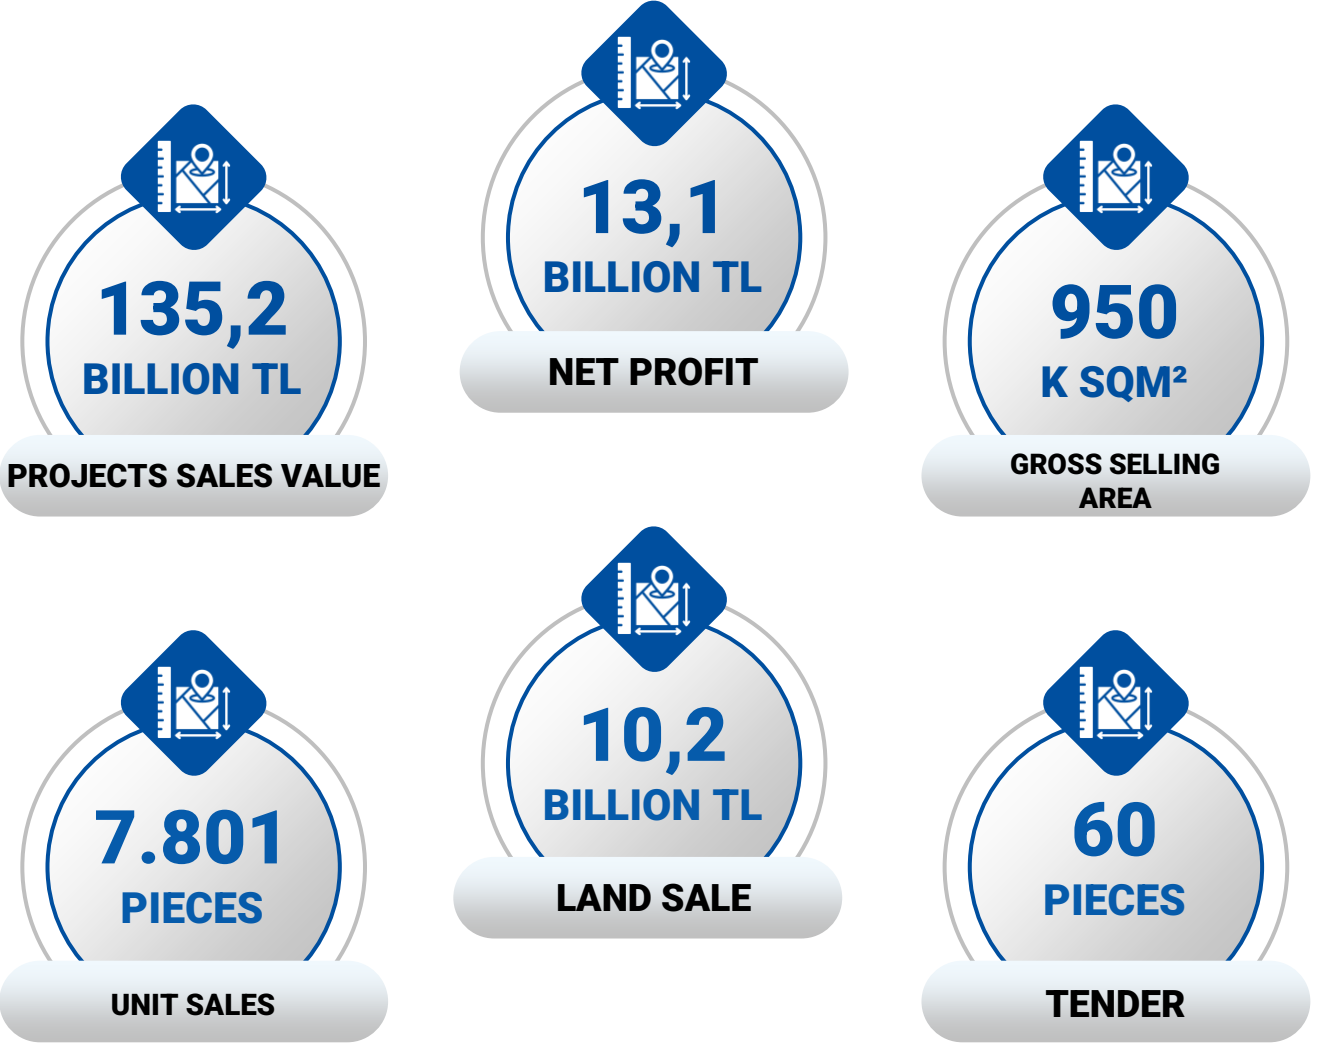 135,2
BILLION TL
PROJECTS SALES VALUE
13,1
BILLION TL
NET PROFIT
950
K SQM²
GROSS SELLING
AREA
7.801
PIECES
UNIT SALES
10,2
BILLION TL
LAND SALE
60
PIECES
TENDER